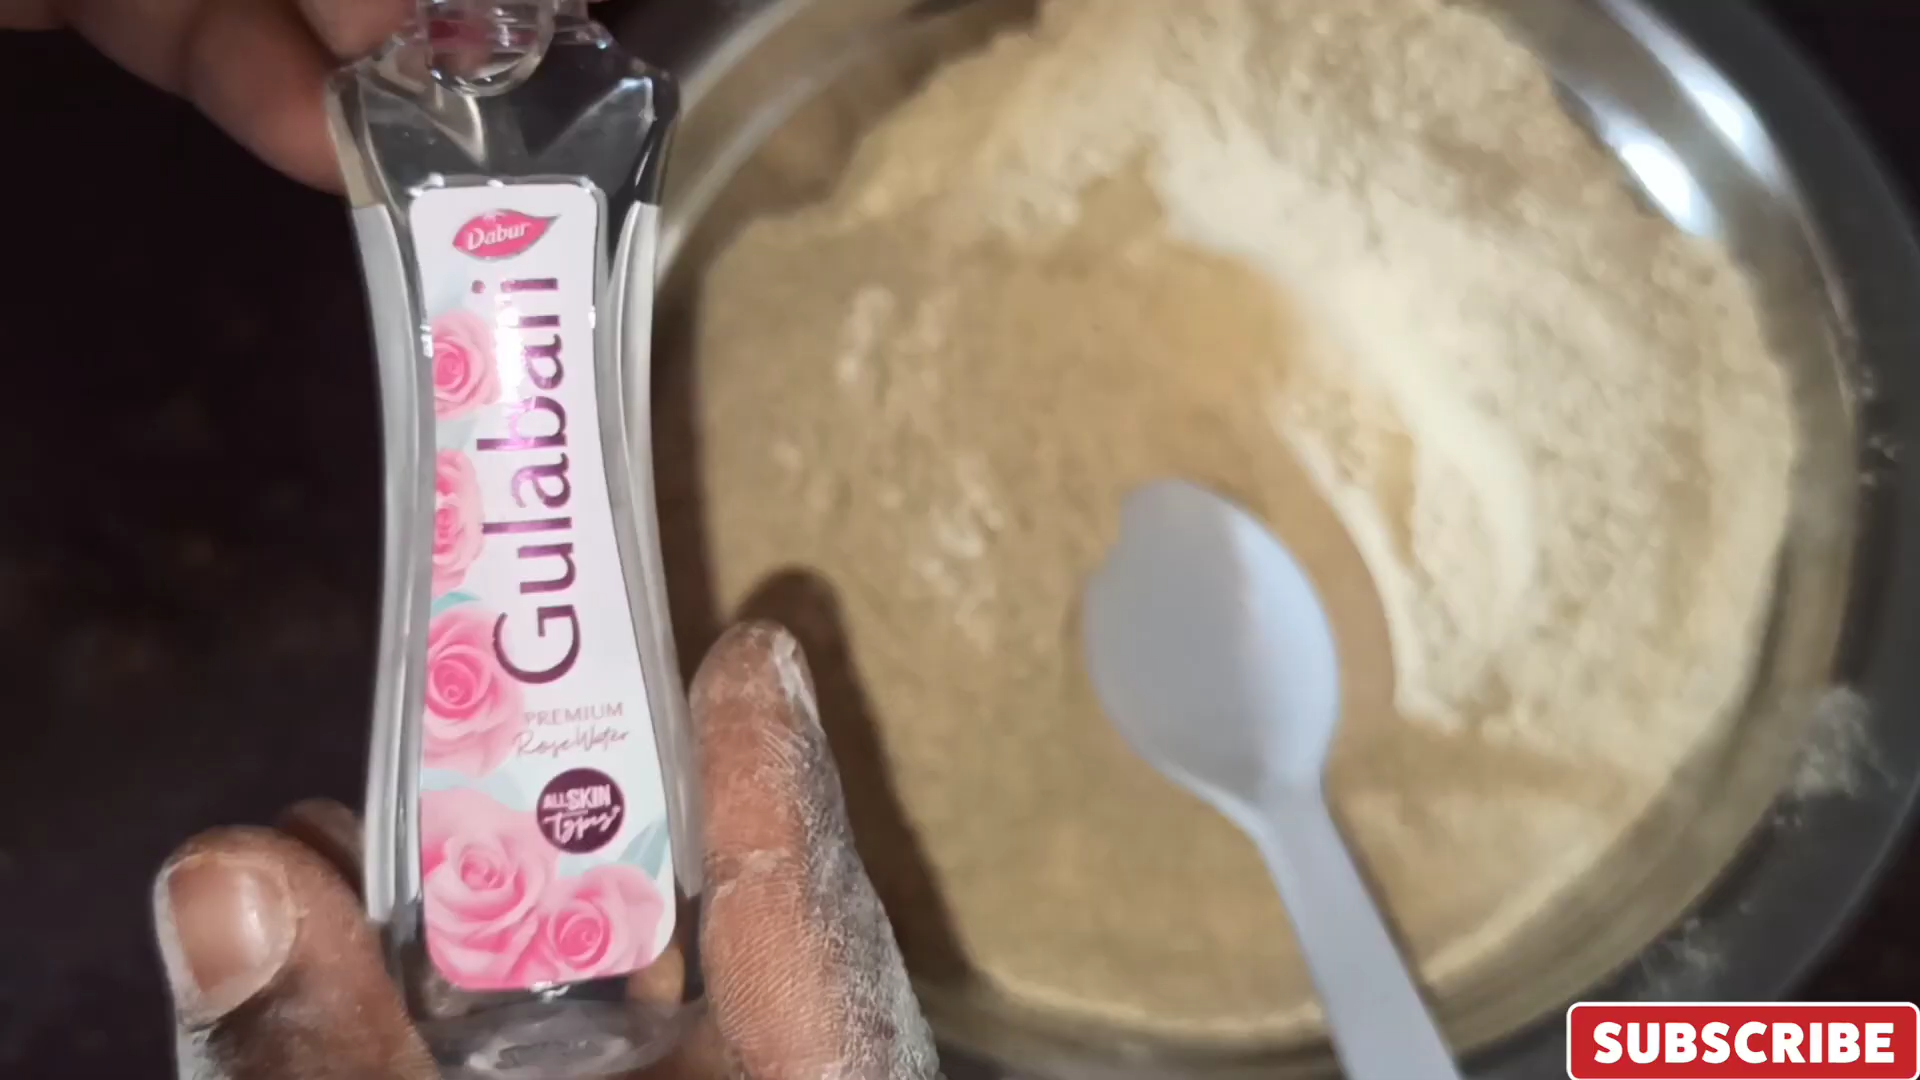 Dabur
Gulabari
PREMIUM
Rose Water
ALL SKIN
Types
SUBSCRIBE